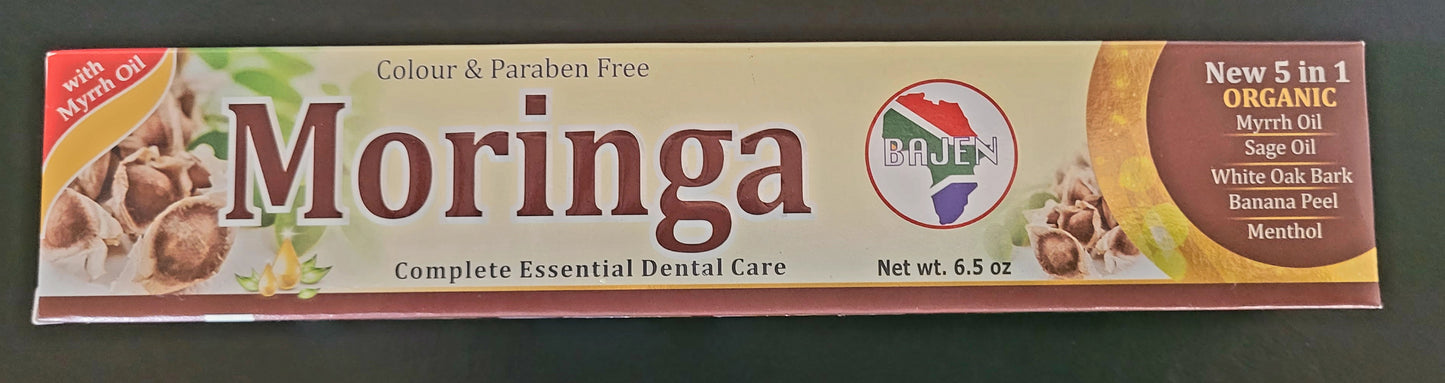 with
Myrrh Oil
Colour & Paraben Free
Moringa
Complete Essential Dental Care
BAJEN
Net wt. 6.5 oz
New 5 in 1
ORGANIC
Myrrh Oil
Sage Oil
White Oak Bark
Banana Peel
Menthol